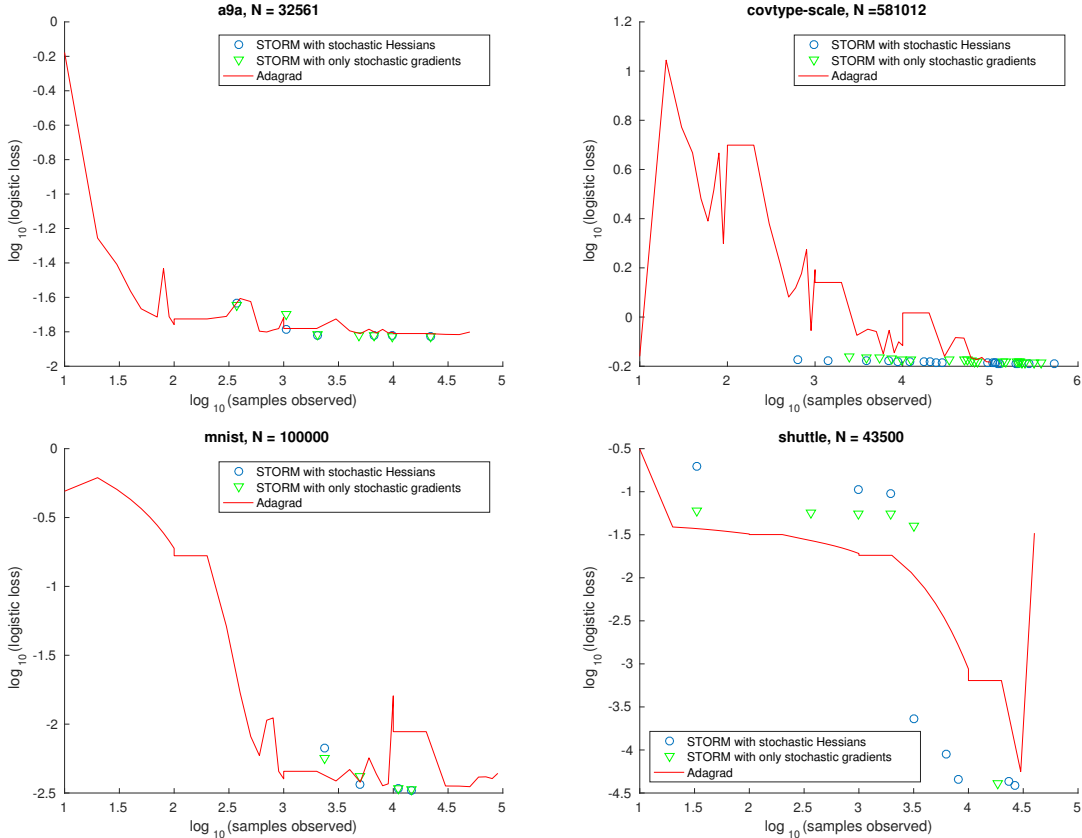 a9a, N = 32561
0
-0.2
-0.4
-0.6
-0.8
-1
-1.2
-1.4
-1.6
-1.8
-2
1
1.5
2
2.5
3
3.5
4
4.5
5
log 10 (samples observed)
log 10 (logistic loss)
STORM with stochastic Hessians
STORM with only stochastic gradients
Adagrad
covtype-scale, N =581012
1.2
1
0.8
0.6
0.4
0.2
0
-0.2
1
2
3
4
5
6
log 10 (samples observed)
log 10 (logistic loss)
STORM with stochastic Hessians
STORM with only stochastic gradients
Adagrad
mnist, N = 100000
0
-0.5
-1
-1.5
-2
-2.5
1
1.5
2
2.5
3
3.5
4
4.5
5
log 10 (samples observed)
log 10 (logistic loss)
STORM with stochastic Hessians
STORM with only stochastic gradients
Adagrad
shuttle, N = 43500
-0.5
-1
-1.5
-2
-2.5
-3
-3.5
-4
-4.5
1
1.5
2
2.5
3
3.5
4
4.5
5
log 10 (samples observed)
log 10 (logistic loss)
STORM with stochastic Hessians
STORM with only stochastic gradients
Adagrad